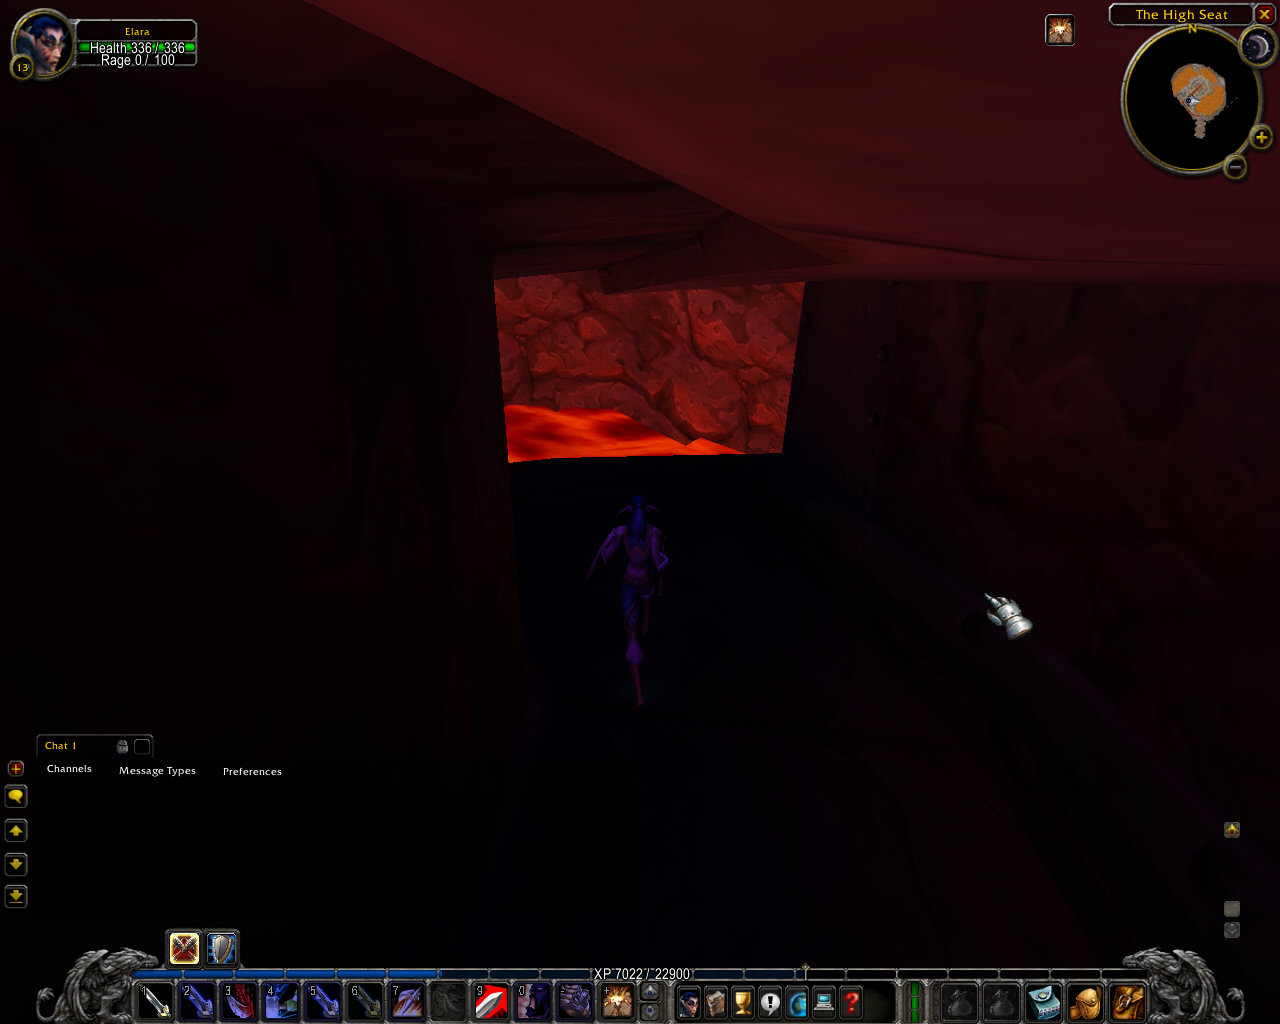 Elara
The High Seat
N
Health 336 / 336
Rage 0 / 100
13
Chat 1
Channels
Message Types
Preferences
XP 7022 / 22900
1 2 3 4 5 6 7 9 0 +